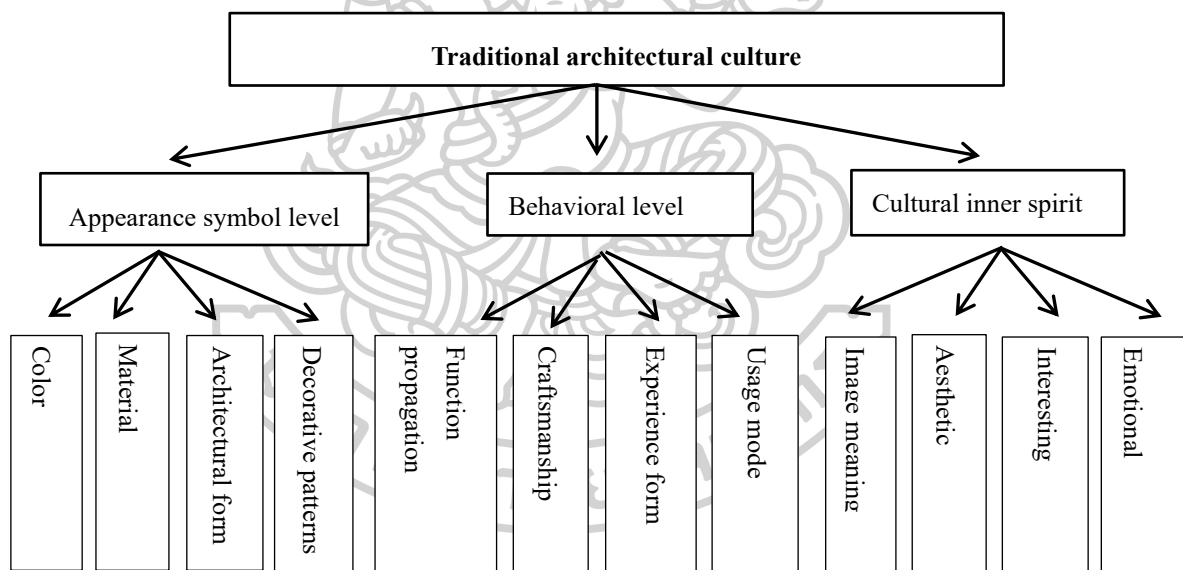 Traditional architectural culture
Appearance symbol level
Behavioral level
Cultural inner spirit
Color
Material
Architectural form
Decorative patterns
Function
propagation
Craftsmanship
Experience form
Usage mode
Image meaning
Aesthetic
Interesting
Emotional